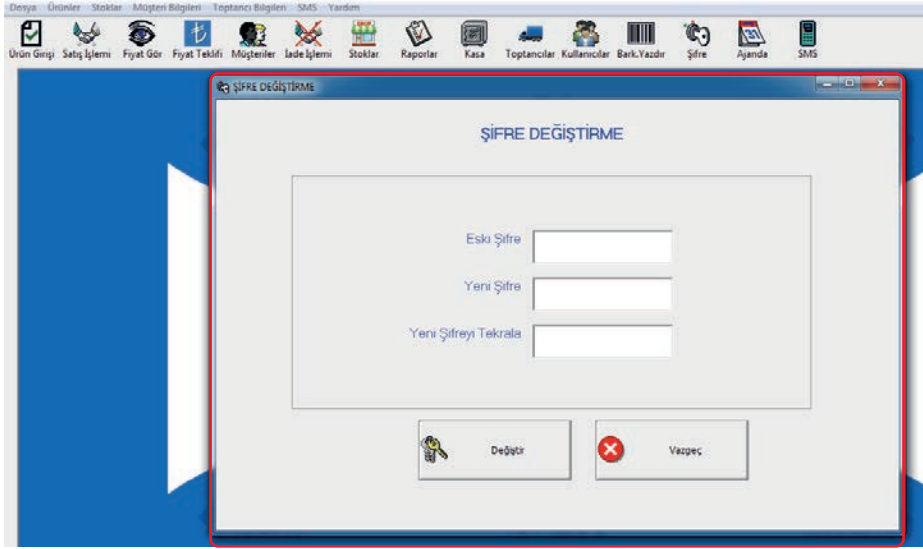 Dosya Ürünler Stoklar Müşteri Bilgileri Toptancı Bilgileri SMS Yardım
Ürün Girişi Satış İşlemi Fiyat Gör Fiyat Teklifi Müşteriler İade İşlemi Stoklar Raporlar Kasa Toptancılar Kullanıcılar Bark.Yazdır Şifre Ajanda SMS
ŞİFRE DEĞİŞTİRME
ŞİFRE DEĞİŞTİRME
Eski Şifre
Yeni Şifre
Yeni Şifreyi Tekrala
Değiştir Vazgeç